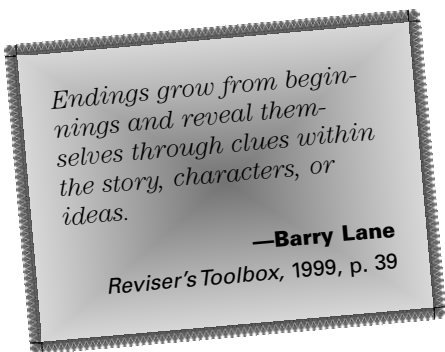 Endings grow from begin-
nings and reveal them-
selves through clues within
the story, characters, or
ideas.
—Barry Lane
Reviser's Toolbox, 1999, p. 39